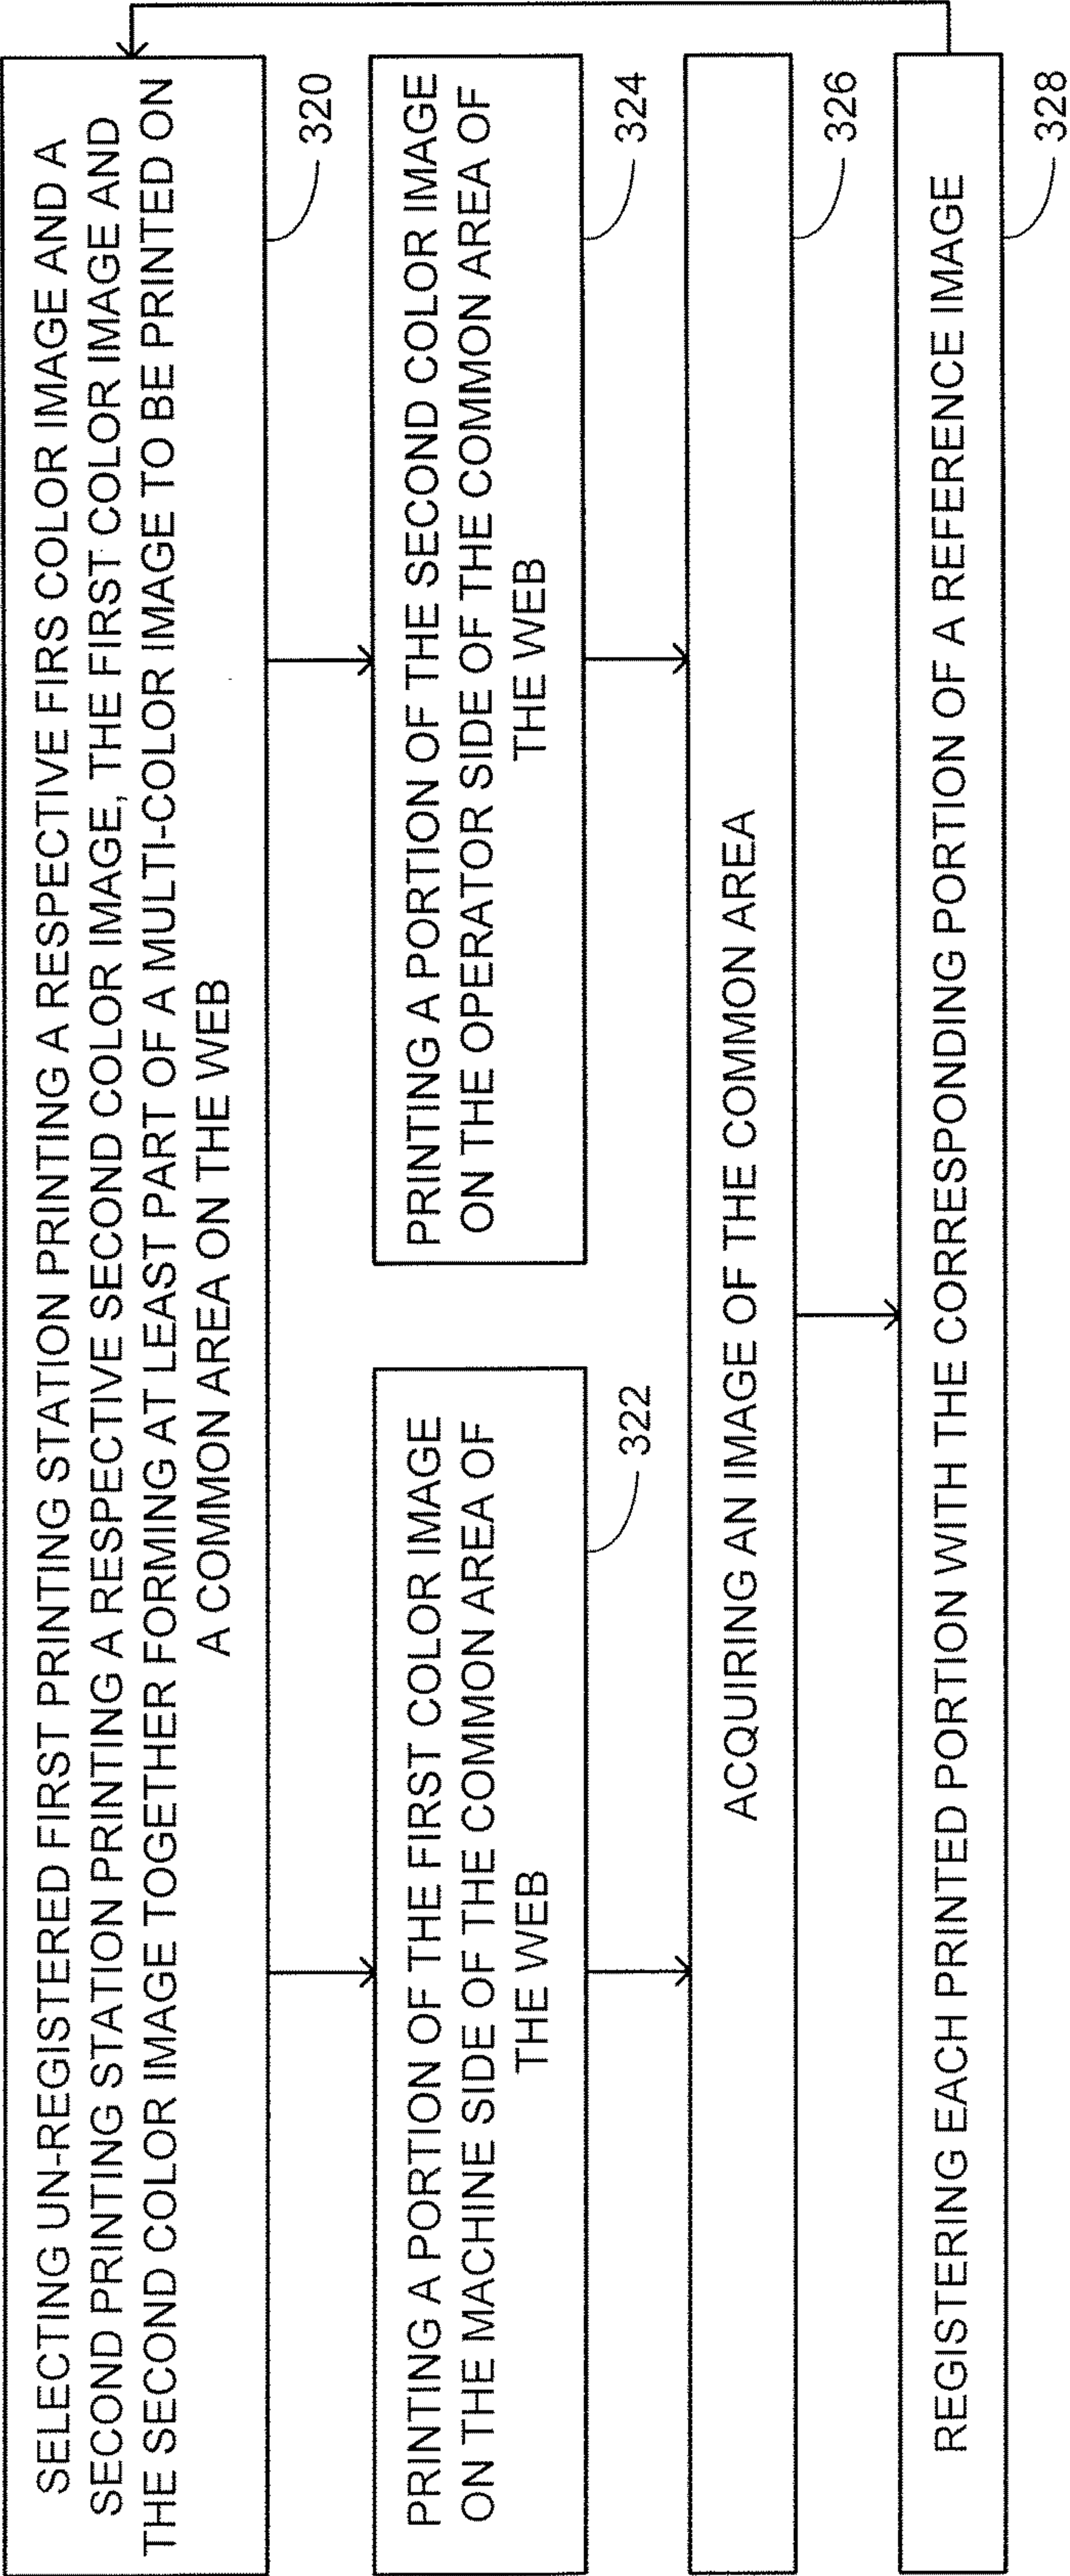 SELECTING UN-REGISTERED FIRST PRINTING STATION PRINTING A RESPECTIVE FIRS COLOR IMAGE AND A
SECOND PRINTING STATION PRINTING A RESPECTIVE SECOND COLOR IMAGE, THE FIRST COLOR IMAGE AND
THE SECOND COLOR IMAGE TOGETHER FORMING AT LEAST PART OF A MULTI-COLOR IMAGE TO BE PRINTED ON
A COMMON AREA ON THE WEB
320
PRINTING A PORTION OF THE FIRST COLOR IMAGE
ON THE MACHINE SIDE OF THE COMMON AREA OF
THE WEB
322
PRINTING A PORTION OF THE SECOND COLOR IMAGE
ON THE OPERATOR SIDE OF THE COMMON AREA OF
THE WEB
324
ACQUIRING AN IMAGE OF THE COMMON AREA
326
REGISTERING EACH PRINTED PORTION WITH THE CORRESPONDING PORTION OF A REFERENCE IMAGE
328